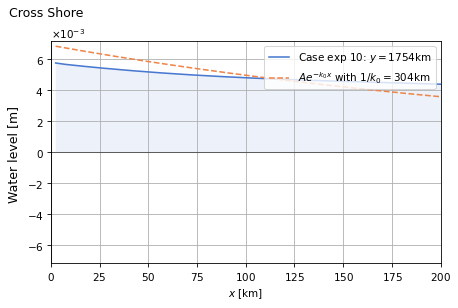 Cross Shore
×10⁻³
Case exp 10: y = 1754km
Ae^{-k₀x} with 1/k₀ = 304km
6
4
2
0
−2
−4
−6
Water level [m]
0 25 50 75 100 125 150 175 200
x [km]